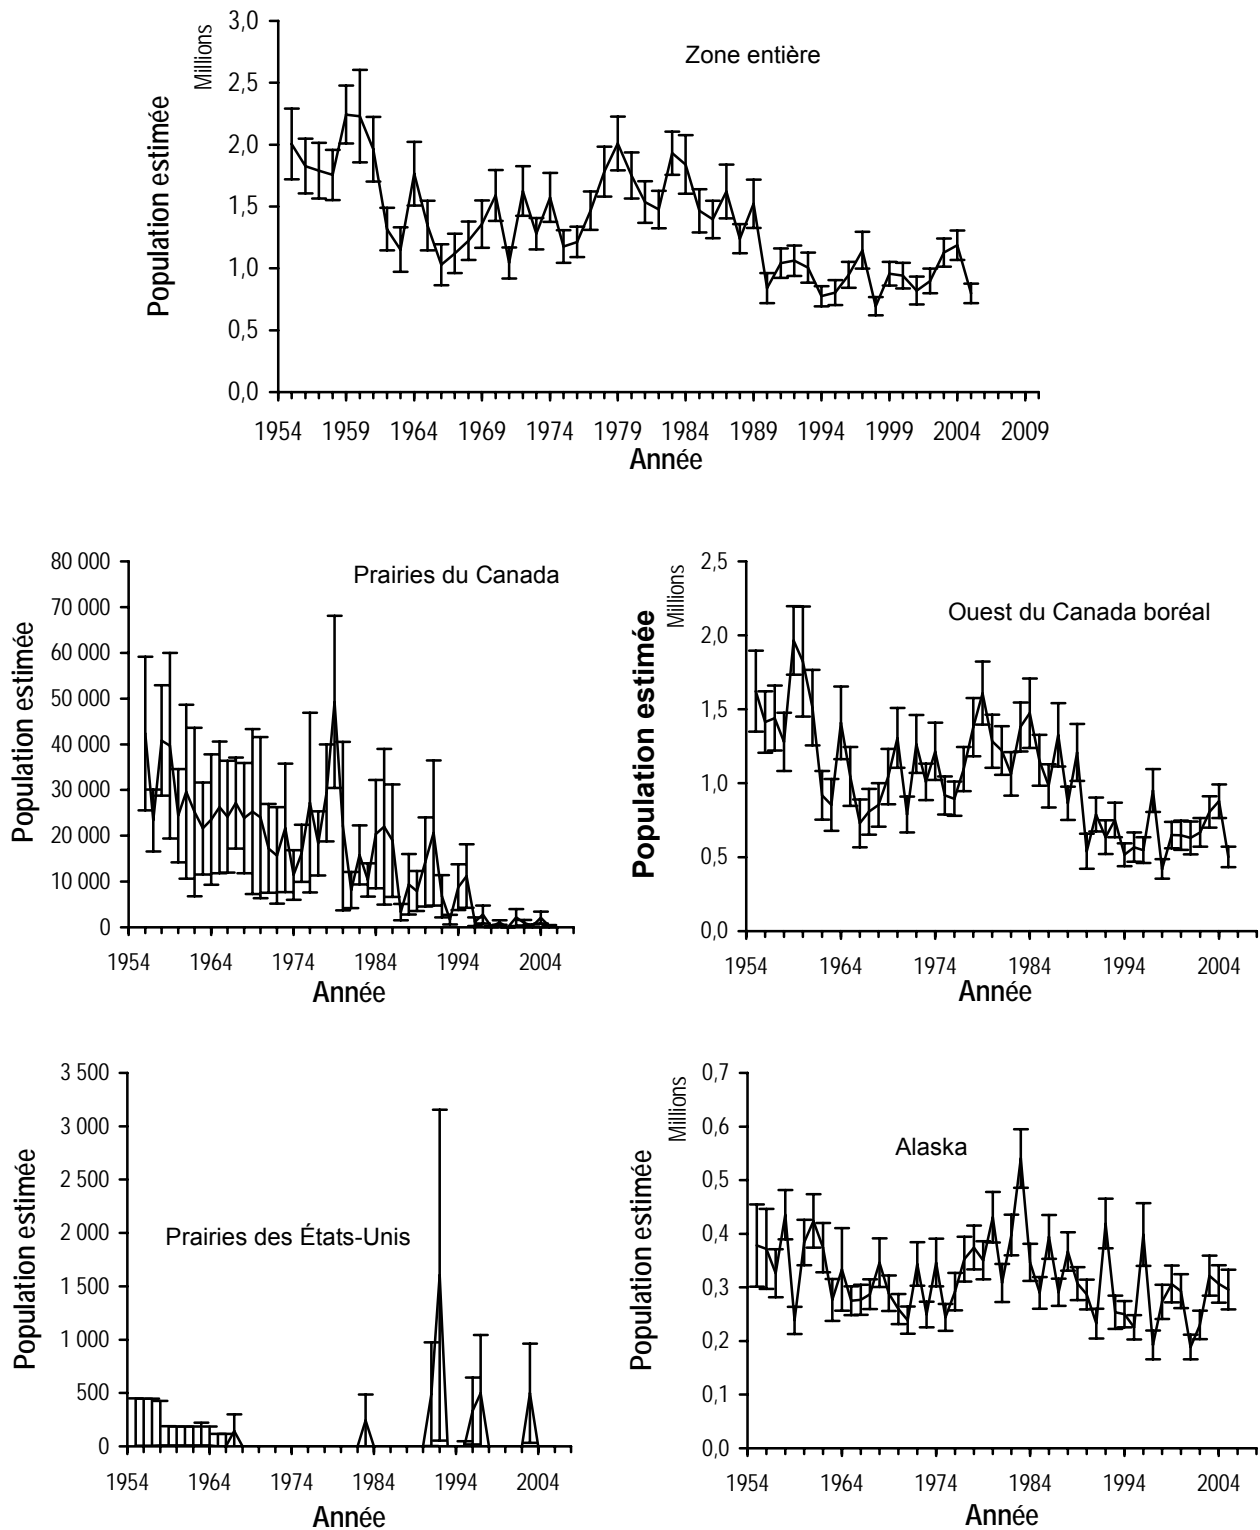 Zone entière
Millions
Population estimée
3,0
2,5
2,0
1,5
1,0
0,5
0,0
1954 1959 1964 1969 1974 1979 1984 1989 1994 1999 2004 2009
Année
Prairies du Canada
Population estimée
80 000
70 000
60 000
50 000
40 000
30 000
20 000
10 000
0
1954 1964 1974 1984 1994 2004
Année
Ouest du Canada boréal
Millions
Population estimée
2,5
2,0
1,5
1,0
0,5
0,0
1954 1964 1974 1984 1994 2004
Année
Prairies des États-Unis
Population estimée
3 500
3 000
2 500
2 000
1 500
1 000
500
0
1954 1964 1974 1984 1994 2004
Année
Alaska
Millions
Population estimée
0,7
0,6
0,5
0,4
0,3
0,2
0,1
0,0
1954 1964 1974 1984 1994 2004
Année